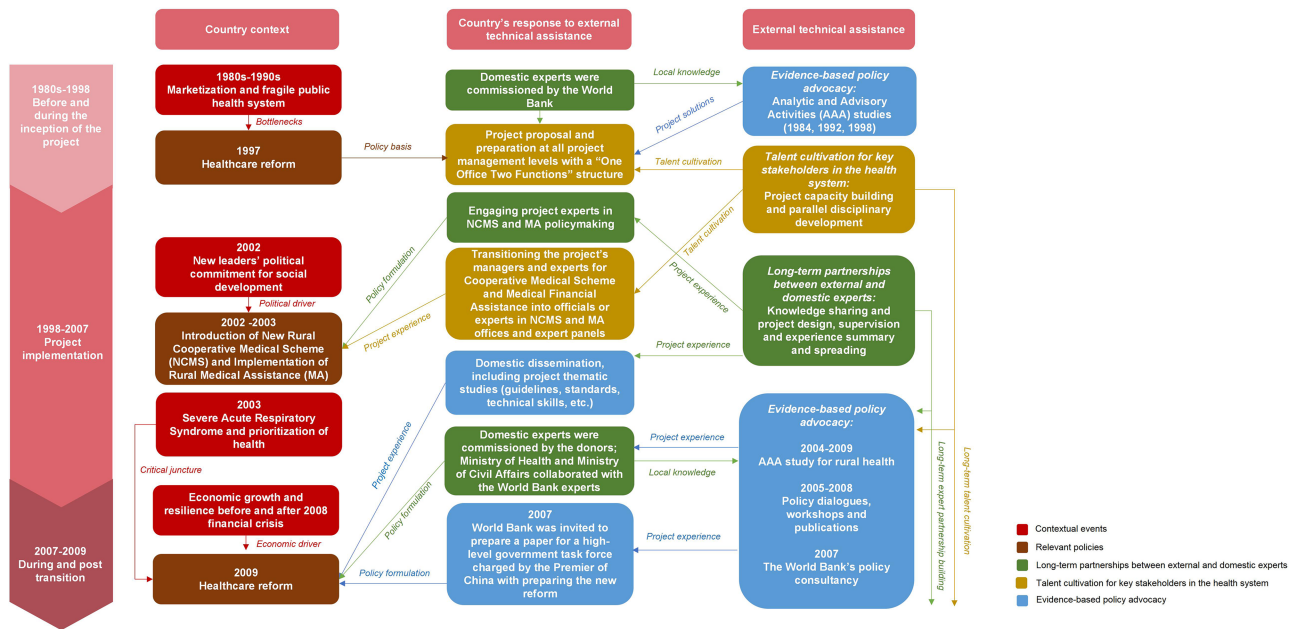 Country context
Country's response to external
technical assistance
External technical assistance
1980s-1998
Before and
during the
inception of the
project
1998-2007
Project
implementation
2007-2009
During and post
transition
1980s-1990s
Marketization and fragile public
health system
Bottlenecks
1997
Healthcare reform
Policy basis
2002
New leaders' political
commitment for social
development
Political driver
2002 -2003
Introduction of New Rural
Cooperative Medical Scheme
(NCMS) and Implementation of
Rural Medical Assistance (MA)
2003
Severe Acute Respiratory
Syndrome and prioritization of
health
Critical juncture
Economic growth and
resilience before and after 2008
financial crisis
Economic driver
2009
Healthcare reform
Policy formulation
Project experience
Project experience
Policy formulation
Policy formulation
Domestic experts were
commissioned by the World
Bank
Project proposal and
preparation at all project
management levels with a "One
Office Two Functions" structure
Engaging project experts in
NCMS and MA policymaking
Transitioning the project's
managers and experts for
Cooperative Medical Scheme
and Medical Financial
Assistance into officials or
experts in NCMS and MA
offices and expert panels
Domestic dissemination,
including project thematic
studies (guidelines, standards,
technical skills, etc.)
Domestic experts were
commissioned by the donors;
Ministry of Health and Ministry
of Civil Affairs collaborated with
the World Bank experts
2007
World Bank was invited to
prepare a paper for a high-
level government task force
charged by the Premier of
China with preparing the new
reform
Local knowledge
Project solutions
Talent cultivation
Talent cultivation
Project experience
Project experience
Project experience
Local knowledge
Project experience
Evidence-based policy
advocacy:
Analytic and Advisory
Activities (AAA) studies
(1984, 1992, 1998)
Talent cultivation for key
stakeholders in the health
system:
Project capacity building
and parallel disciplinary
development
Long-term partnerships
between external and
domestic experts:
Knowledge sharing and
project design, supervision
and experience summary
and spreading
Evidence-based policy
advocacy:
2004-2009
AAA study for rural health
2005-2008
Policy dialogues,
workshops and
publications
2007
The World Bank's policy
consultancy
Long-term expert partnership building
Long-term talent cultivation
Contextual events
Relevant policies
Long-term partnerships between external and domestic experts
Talent cultivation for key stakeholders in the health system
Evidence-based policy advocacy